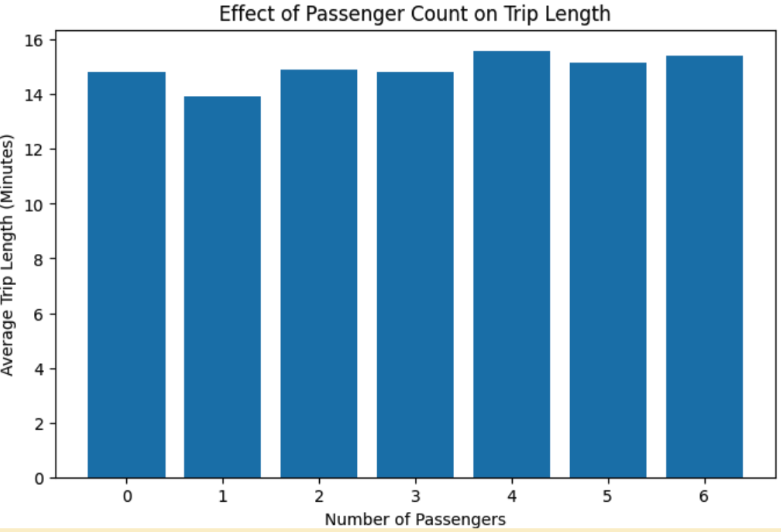 Effect of Passenger Count on Trip Length
Average Trip Length (Minutes)
16
14
12
10
8
6
4
2
0
0 1 2 3 4 5 6
Number of Passengers